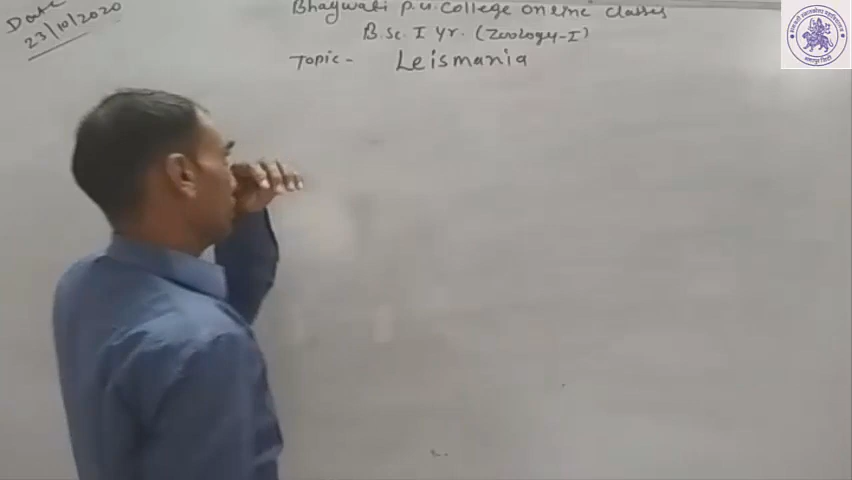 Date
23/10/2020
Bhagwati P.G. College online classes
B.Sc. I Yr. (Zoology-I)
Topic - Leismania